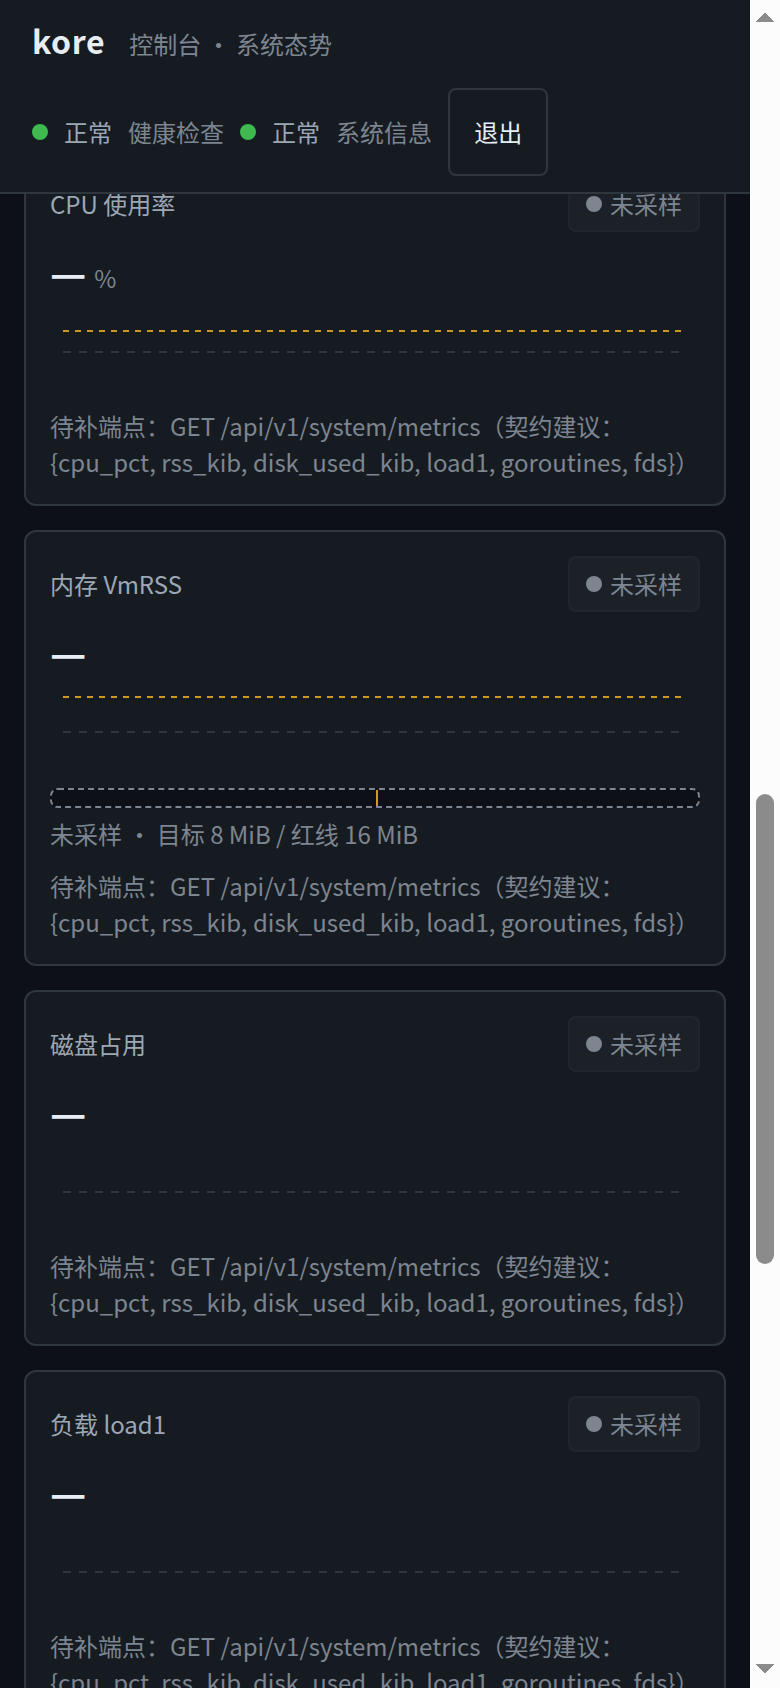 kore 控制台 · 系统态势
正常 健康检查 正常 系统信息 退出
CPU 使用率 未采样
— %
待补端点：GET /api/v1/system/metrics（契约建议：
{cpu_pct, rss_kib, disk_used_kib, load1, goroutines, fds}）
内存 VmRSS 未采样
—
未采样 · 目标 8 MiB / 红线 16 MiB
待补端点：GET /api/v1/system/metrics（契约建议：
{cpu_pct, rss_kib, disk_used_kib, load1, goroutines, fds}）
磁盘占用 未采样
—
待补端点：GET /api/v1/system/metrics（契约建议：
{cpu_pct, rss_kib, disk_used_kib, load1, goroutines, fds}）
负载 load1 未采样
—
待补端点：GET /api/v1/system/metrics（契约建议：
{cpu_pct, rss_kib, disk_used_kib, load1, goroutines, fds}）